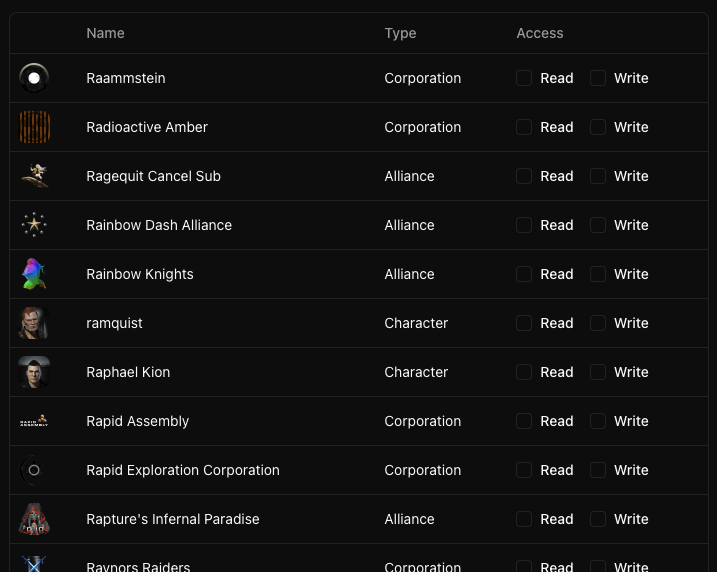 Name Type Access
Raammstein Corporation Read Write
Radioactive Amber Corporation Read Write
Ragequit Cancel Sub Alliance Read Write
Rainbow Dash Alliance Alliance Read Write
Rainbow Knights Alliance Read Write
ramquist Character Read Write
Raphael Kion Character Read Write
RAPID ASSEMBLY Rapid Assembly Corporation Read Write
Rapid Exploration Corporation Corporation Read Write
Rapture's Infernal Paradise Alliance Read Write
Raynors Raiders Corporation Read Write